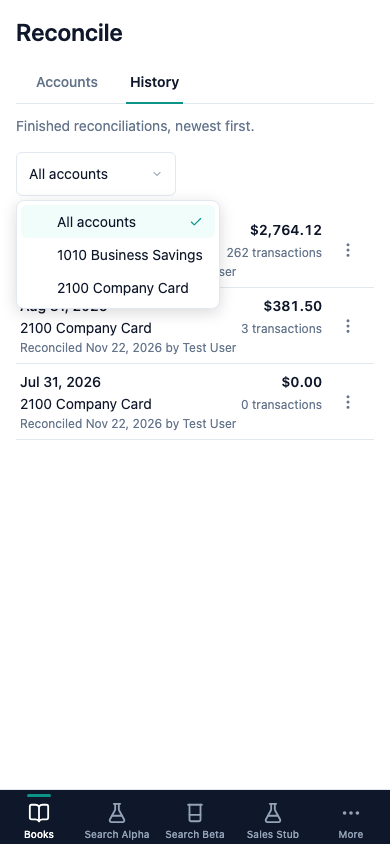 Reconcile
Accounts History
Finished reconciliations, newest first.
All accounts
All accounts
1010 Business Savings
2100 Company Card
$2,764.12
262 transactions
$381.50
2100 Company Card 3 transactions
Reconciled Nov 22, 2026 by Test User
Jul 31, 2026 $0.00
2100 Company Card 0 transactions
Reconciled Nov 22, 2026 by Test User
Books Search Alpha Search Beta Sales Stub More